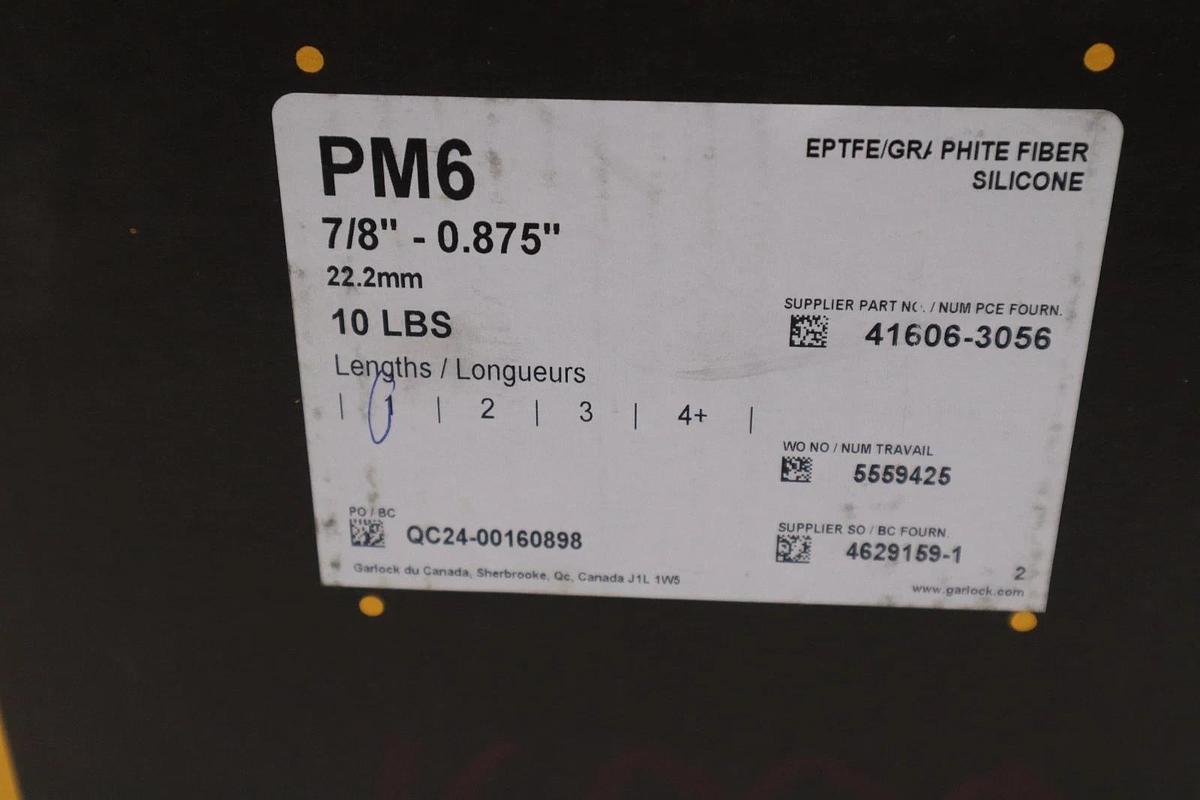 PM6
7/8" - 0.875"
22.2mm
10 LBS
Lengths / Longueurs
| 1 | 2 | 3 | 4+ |
PO / BC
QC24-00160898
Garlock du Canada, Sherbrooke, Qc, Canada J1L 1W5
EPTFE/GRAPHITE FIBER
SILICONE
SUPPLIER PART NO. / NUM PCE FOURN.
41606-3056
WO NO / NUM TRAVAIL
5559425
SUPPLIER SO / BC FOURN.
4629159-1
2
www.garlock.com